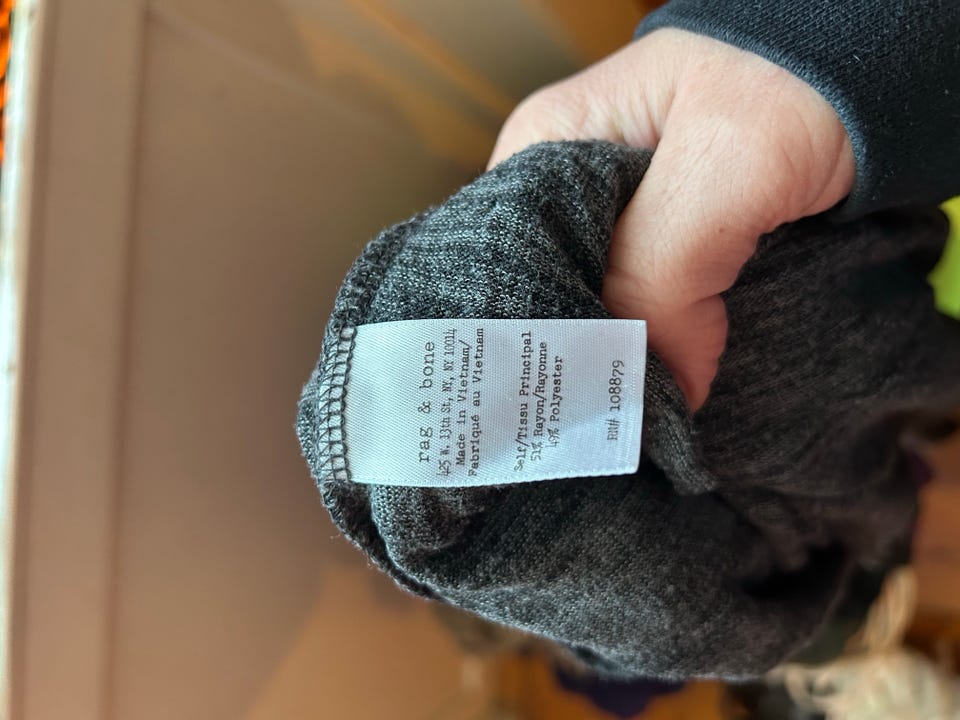 rag & bone
425 W. 13th St, NY, NY 10014
Made in Vietnam/
Fabriqué au Vietnam
Self/Tissu Principal
51% Rayon/Rayonne
49% Polyester
RN# 108879